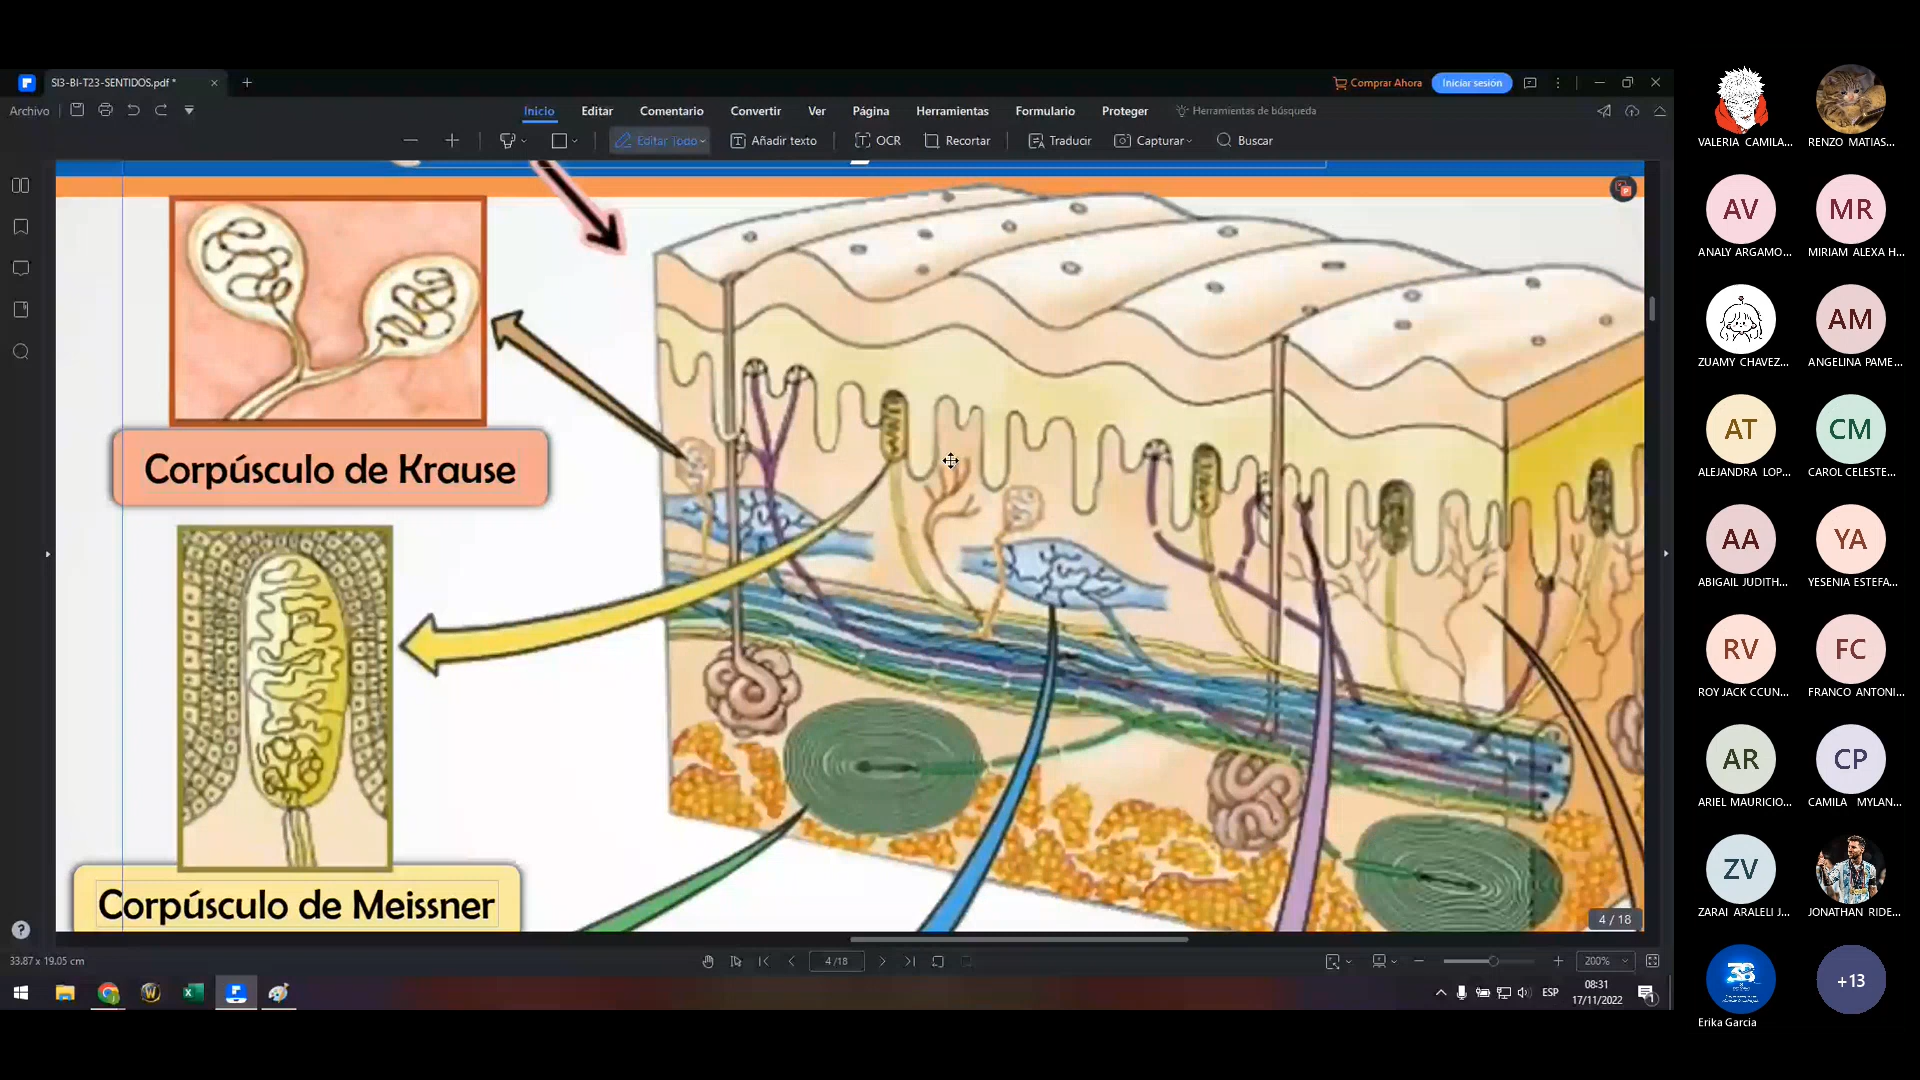 SI3-BI-T23-SENTIDOS.pdf *
Comprar Ahora
Iniciar sesión
Archivo
Inicio
Editar
Comentario
Convertir
Ver
Página
Herramientas
Formulario
Proteger
Herramientas de búsqueda
Editar Todo
Añadir texto
OCR
Recortar
Traducir
Capturar
Buscar
Corpúsculo de Krause
Corpúsculo de Meissner
4 / 18
33.87 x 19.05 cm
4 /18
200%
ESP
08:31
17/11/2022
1
VALERIA CAMILA...
RENZO MATIAS...
AV
MR
ANALY ARGAMO...
MIRIAM ALEXA H...
AM
ZUAMY CHAVEZ...
ANGELINA PAME...
AT
CM
ALEJANDRA LOP...
CAROL CELESTE...
AA
YA
ABIGAIL JUDITH...
YESENIA ESTEFA...
RV
FC
ROY JACK CCUN...
FRANCO ANTONI...
AR
CP
ARIEL MAURICIO...
CAMILA MYLAN...
ZV
ZARAI ARALELI J...
JONATHAN RIDE...
+13
Erika Garcia